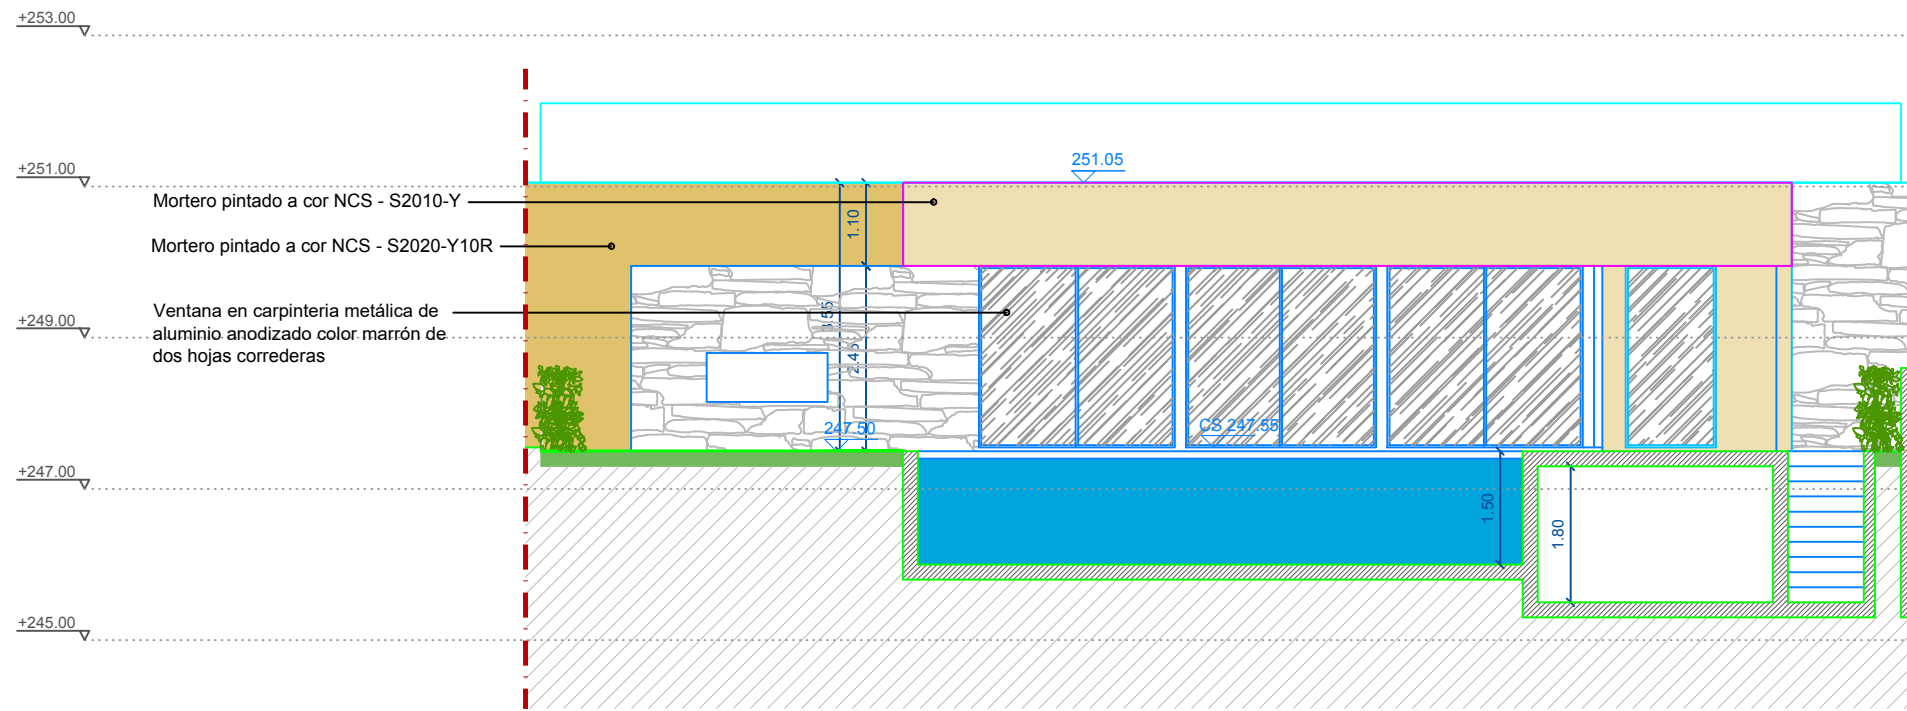 +253.00
+251.00
251.05
Mortero pintado a cor NCS - S2010-Y
1.10
Mortero pintado a cor NCS - S2020-Y10R
Ventana en carpinteria metálica de
aluminio anodizado color marrón de
dos hojas correderas
+249.00
3.55
2.45
247.50
CS 247.55
+247.00
1.50
1.80
+245.00